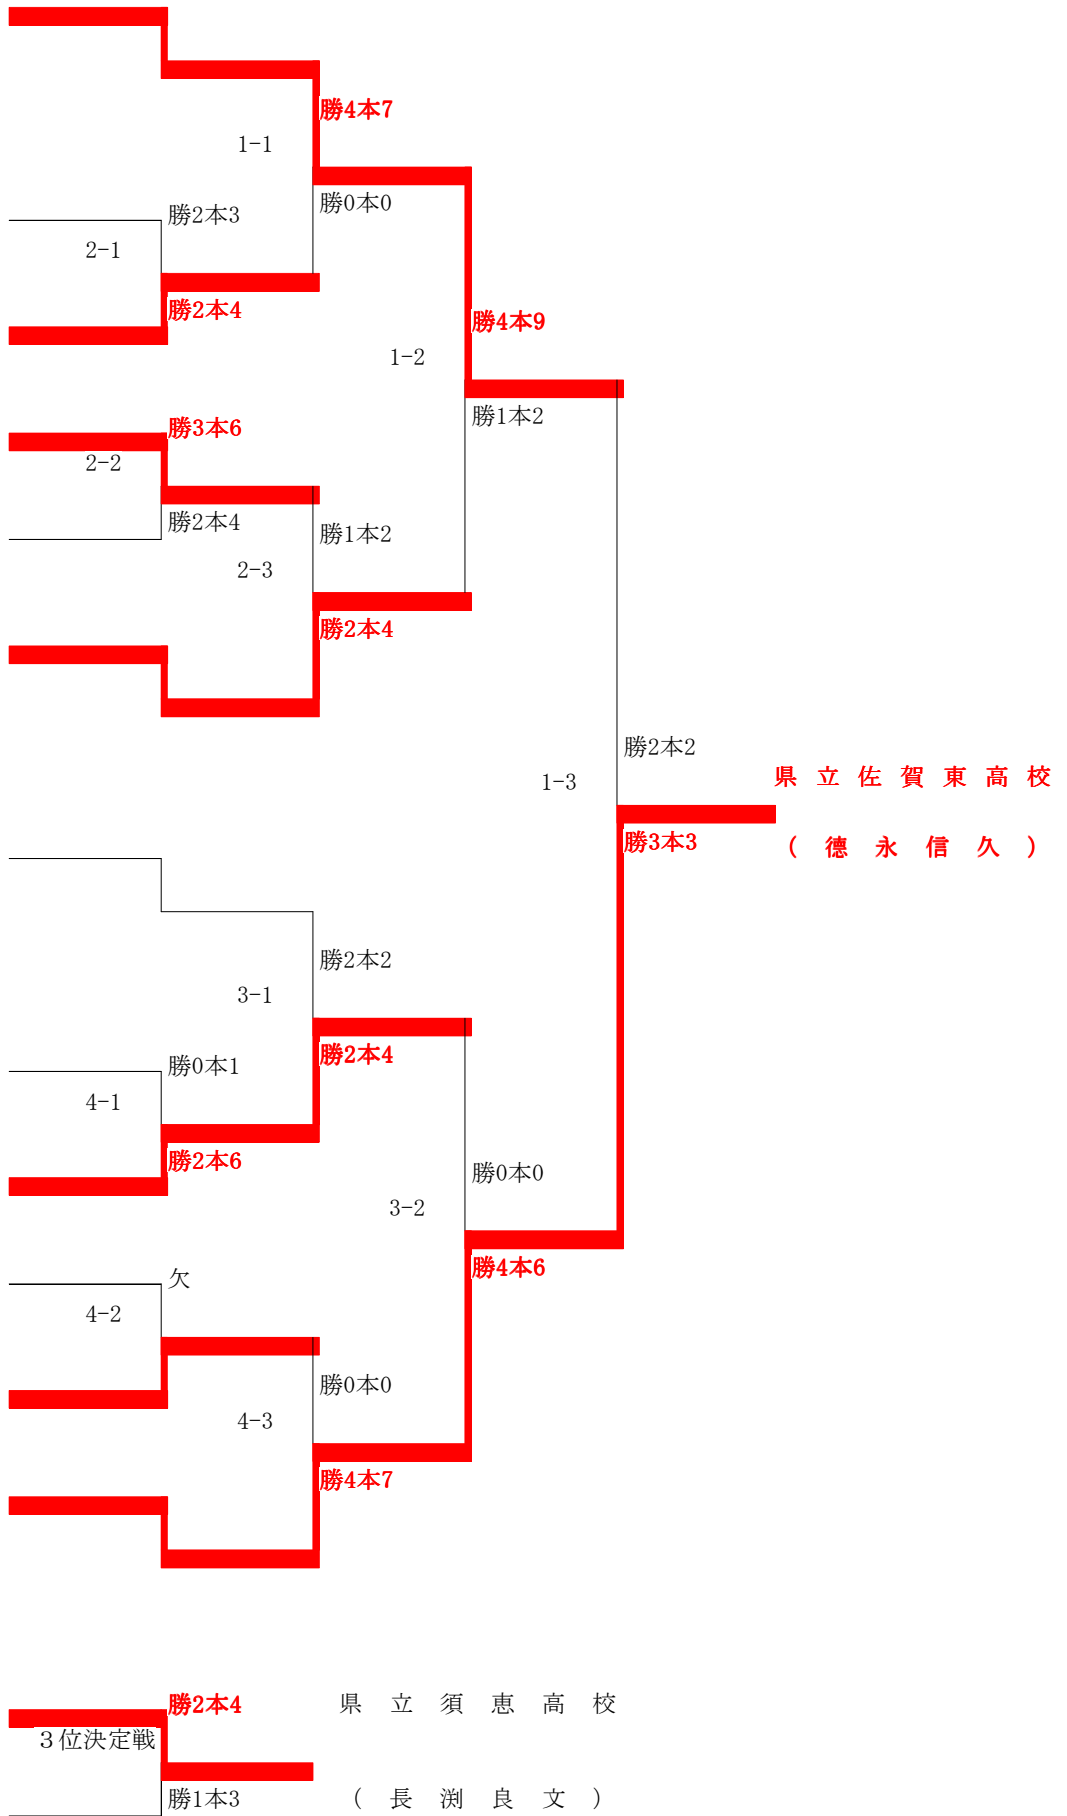 勝4本7
1-1
勝2本3
勝0本0
2-1
勝2本4
勝4本9
1-2
勝1本2
勝3本6
2-2
勝2本4
勝1本2
2-3
勝2本4
勝2本2
県立佐賀東高校
1-3
勝3本3
(徳永信久)
勝2本2
3-1
勝2本4
勝0本1
4-1
勝2本6
勝0本0
3-2
勝4本6
欠
4-2
勝0本0
4-3
勝4本7
勝2本4
県立須恵高校
３位決定戦
勝1本3
(長渕良文)